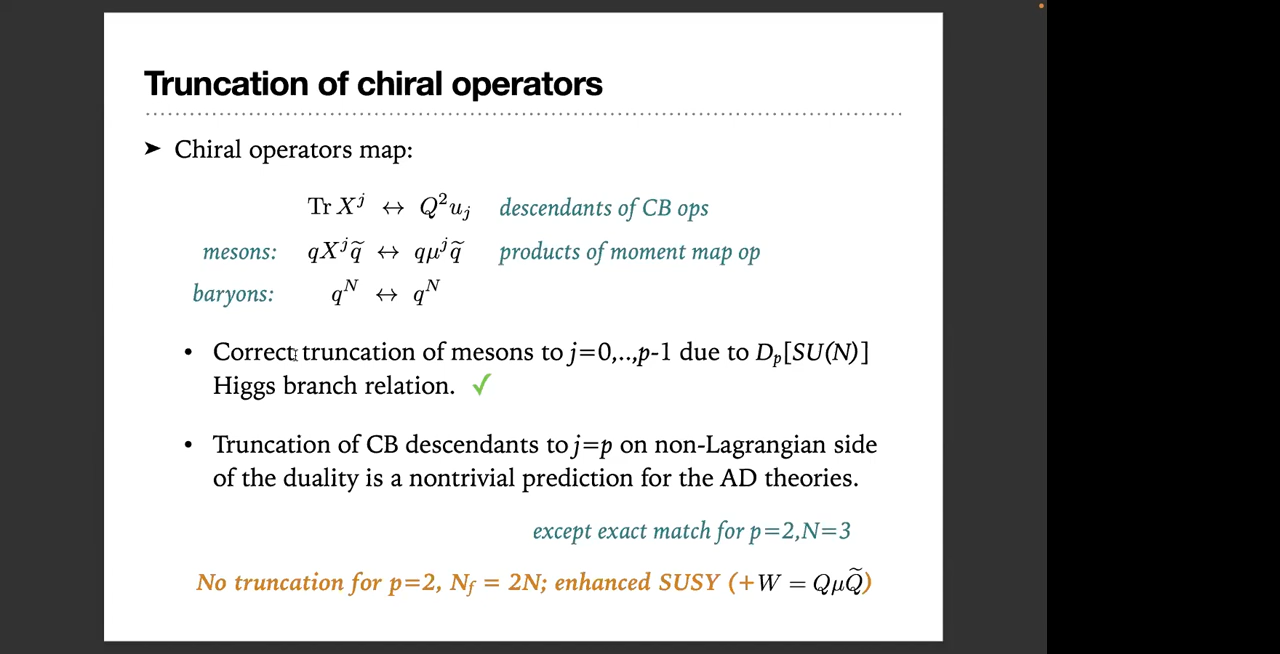 Truncation of chiral operators
➤ Chiral operators map:
Tr X^j ↔ Q²u_j descendants of CB ops
mesons: qX^j q̃ ↔ qμ^j q̃ products of moment map op
baryons: q^N ↔ q^N
• Correct truncation of mesons to j=0,..,p-1 due to D_p[SU(N)]
Higgs branch relation. ✓
• Truncation of CB descendants to j=p on non-Lagrangian side
of the duality is a nontrivial prediction for the AD theories.
except exact match for p=2,N=3
No truncation for p=2, N_f = 2N; enhanced SUSY (+W = QμQ̃)